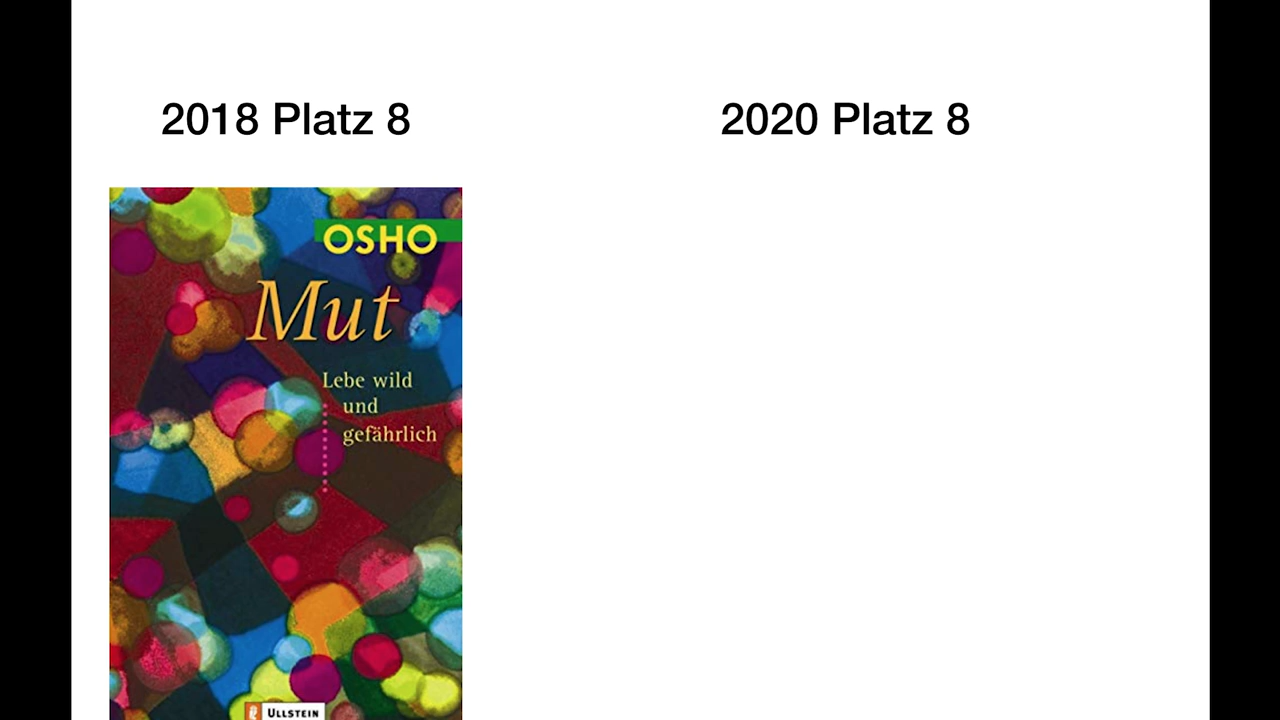 2018 Platz 8
2020 Platz 8
OSHO
Mut
Lebe wild
und
gefährlich
ULLSTEIN